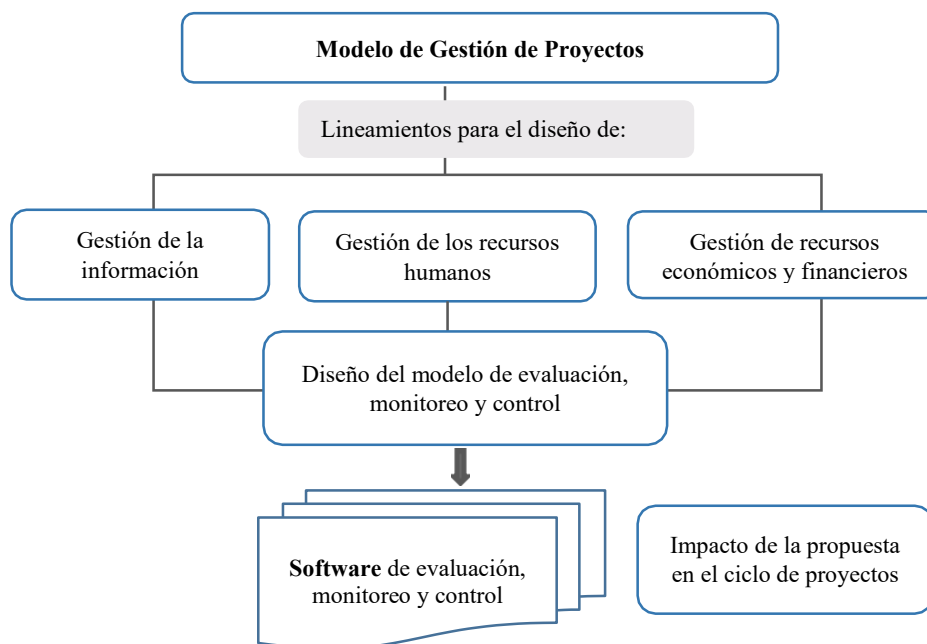 Modelo de Gestión de Proyectos
Lineamientos para el diseño de:
Gestión de la
información
Gestión de los recursos
humanos
Gestión de recursos
económicos y financieros
Diseño del modelo de evaluación,
monitoreo y control
Software de evaluación,
monitoreo y control
Impacto de la propuesta
en el ciclo de proyectos